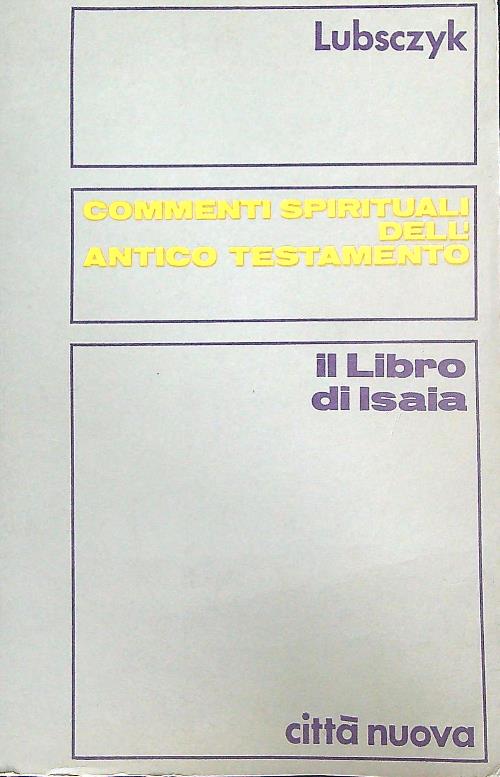 Lubsczyk
COMMENTI SPIRITUALI
DELL'
ANTICO TESTAMENTO
il Libro
di Isaia
città nuova